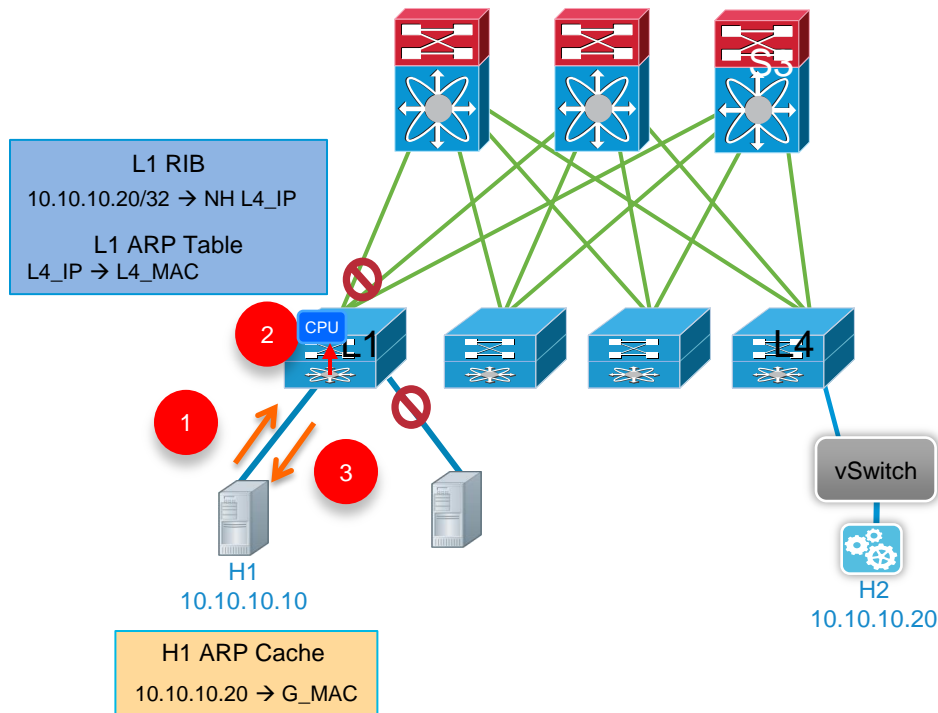 S3
L1 RIB
10.10.10.20/32 → NH L4_IP
L1 ARP Table
L4_IP → L4_MAC
2
CPU
L1
L4
1
3
vSwitch
H1
10.10.10.10
H2
10.10.10.20
H1 ARP Cache
10.10.10.20 → G_MAC